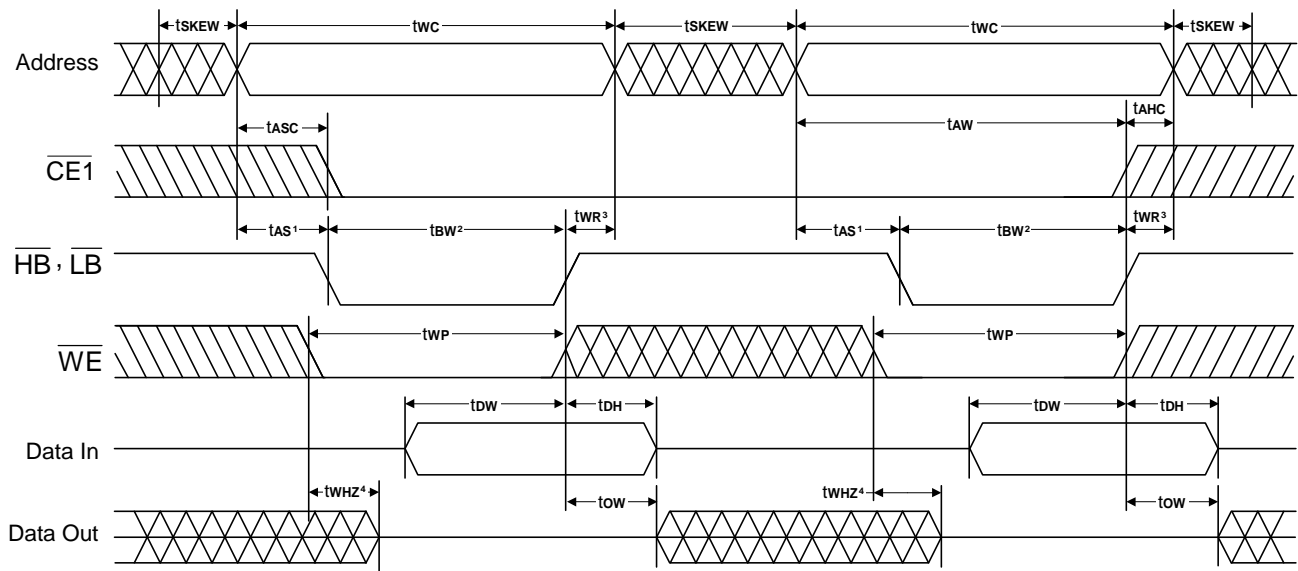 tSKEW tWC tSKEW tWC tSKEW
Address
tASC tAW tAHC
CE1
tAS1 tBW2 tWR3 tAS1 tBW2 tWR3
HB , LB
tWP tWP
WE
tDW tDH tDW tDH
Data In
tWHZ4 tOW tWHZ4 tOW
Data Out